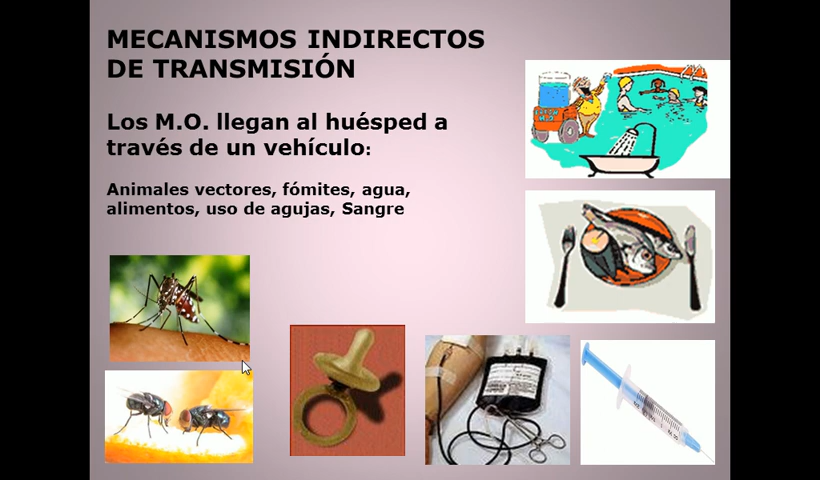 MECANISMOS INDIRECTOS
DE TRANSMISIÓN
Los M.O. llegan al huésped a
través de un vehículo:
Animales vectores, fómites, agua,
alimentos, uso de agujas, Sangre